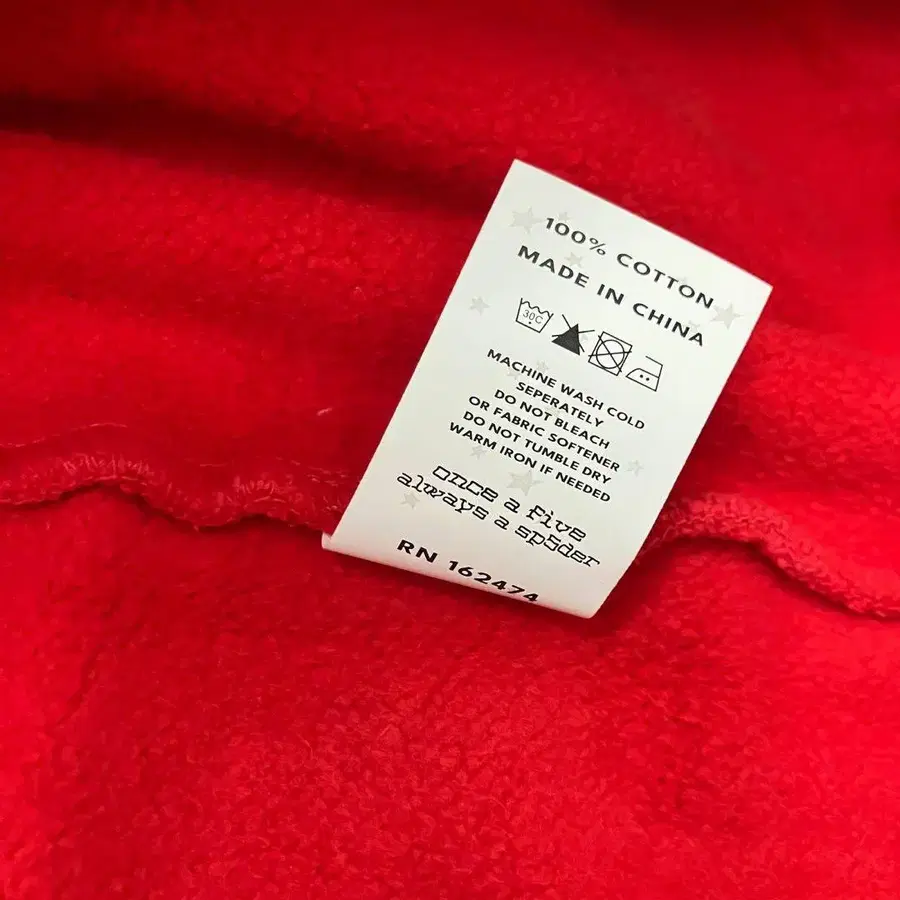 100% COTTON
MADE IN CHINA
30C
MACHINE WASH COLD
SEPERATELY
DO NOT BLEACH
OR FABRIC SOFTENER
DO NOT TUMBLE DRY
WARM IRON IF NEEDED
once a five
always a sp5der
RN 162474